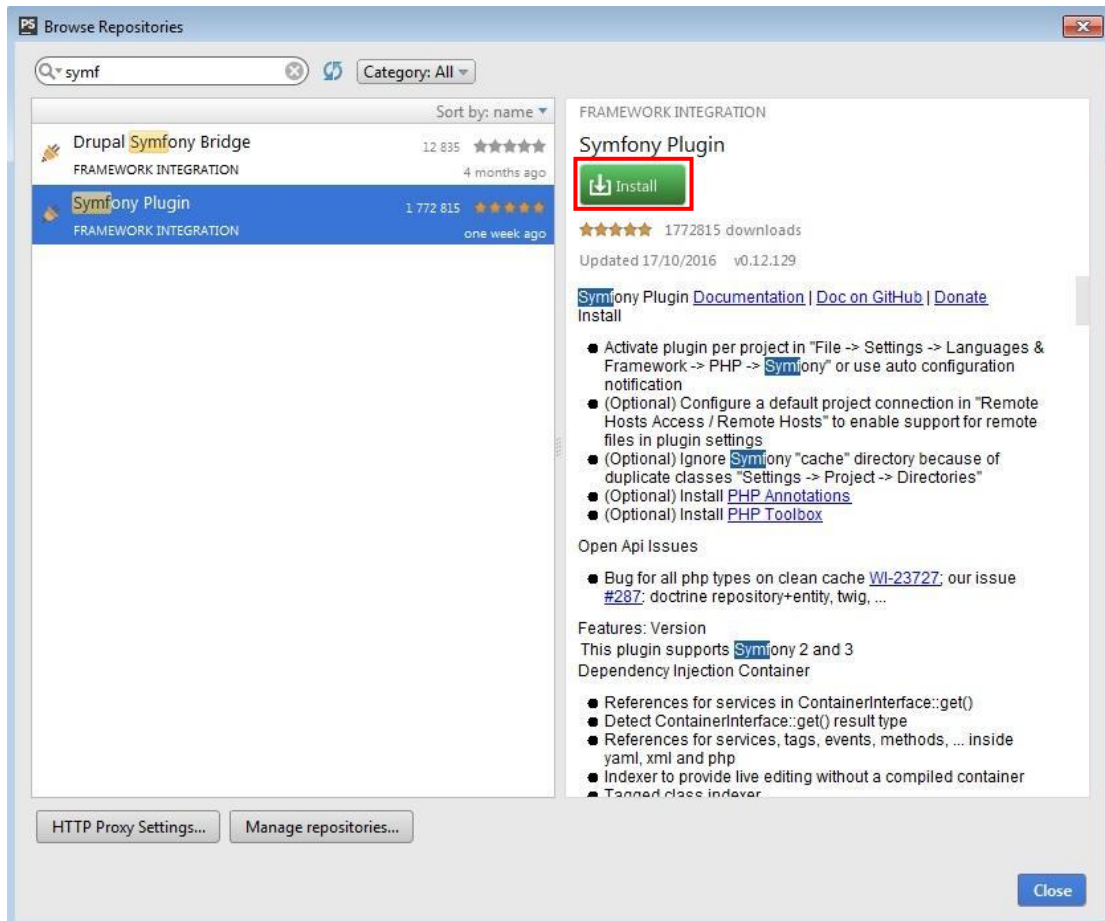 PS Browse Repositories
symf
Category: All
Sort by: name
Drupal Symfony Bridge
12 835
FRAMEWORK INTEGRATION
4 months ago
Symfony Plugin
1 772 815
FRAMEWORK INTEGRATION
one week ago
FRAMEWORK INTEGRATION
Symfony Plugin
Install
1772815 downloads
Updated 17/10/2016 v0.12.129
Symfony Plugin Documentation | Doc on GitHub | Donate
Install
Activate plugin per project in "File -> Settings -> Languages &
Framework -> PHP -> Symfony" or use auto configuration
notification
(Optional) Configure a default project connection in "Remote
Hosts Access / Remote Hosts" to enable support for remote
files in plugin settings
(Optional) Ignore Symfony "cache" directory because of
duplicate classes "Settings -> Project -> Directories"
(Optional) Install PHP Annotations
(Optional) Install PHP Toolbox
Open Api Issues
Bug for all php types on clean cache WI-23727; our issue
#287: doctrine repository+entity, twig, ...
Features: Version
This plugin supports Symfony 2 and 3
Dependency Injection Container
References for services in ContainerInterface::get()
Detect ContainerInterface::get() result type
References for services, tags, events, methods, ... inside
yaml, xml and php
Indexer to provide live editing without a compiled container
Tagged class indexer
HTTP Proxy Settings...
Manage repositories...
Close